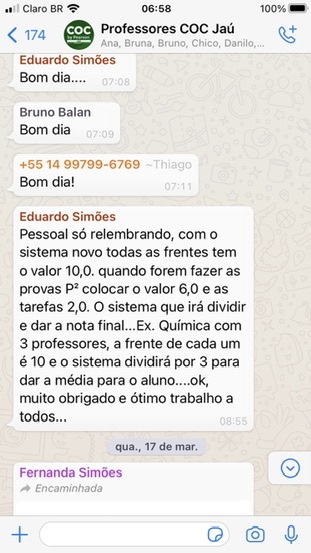 Claro BR
06:58
100%
174
COC
by Pearson
Professores COC Jaú
Ana, Bruna, Bruno, Chico, Danilo,...
Eduardo Simões
Bom dia.... 07:08
Bruno Balan
Bom dia 07:09
+55 14 99799-6769 ~Thiago
Bom dia! 07:11
Eduardo Simões
Pessoal só relembrando, com o
sistema novo todas as frentes tem
o valor 10,0. quando forem fazer as
provas P² colocar o valor 6,0 e as
tarefas 2,0. O sistema que irá dividir
e dar a nota final...Ex. Química com
3 professores, a frente de cada um
é 10 e o sistema dividirá por 3 para
dar a média para o aluno....ok,
muito obrigado e ótimo trabalho a
todos... 08:55
qua., 17 de mar.
Fernanda Simões
Encaminhada